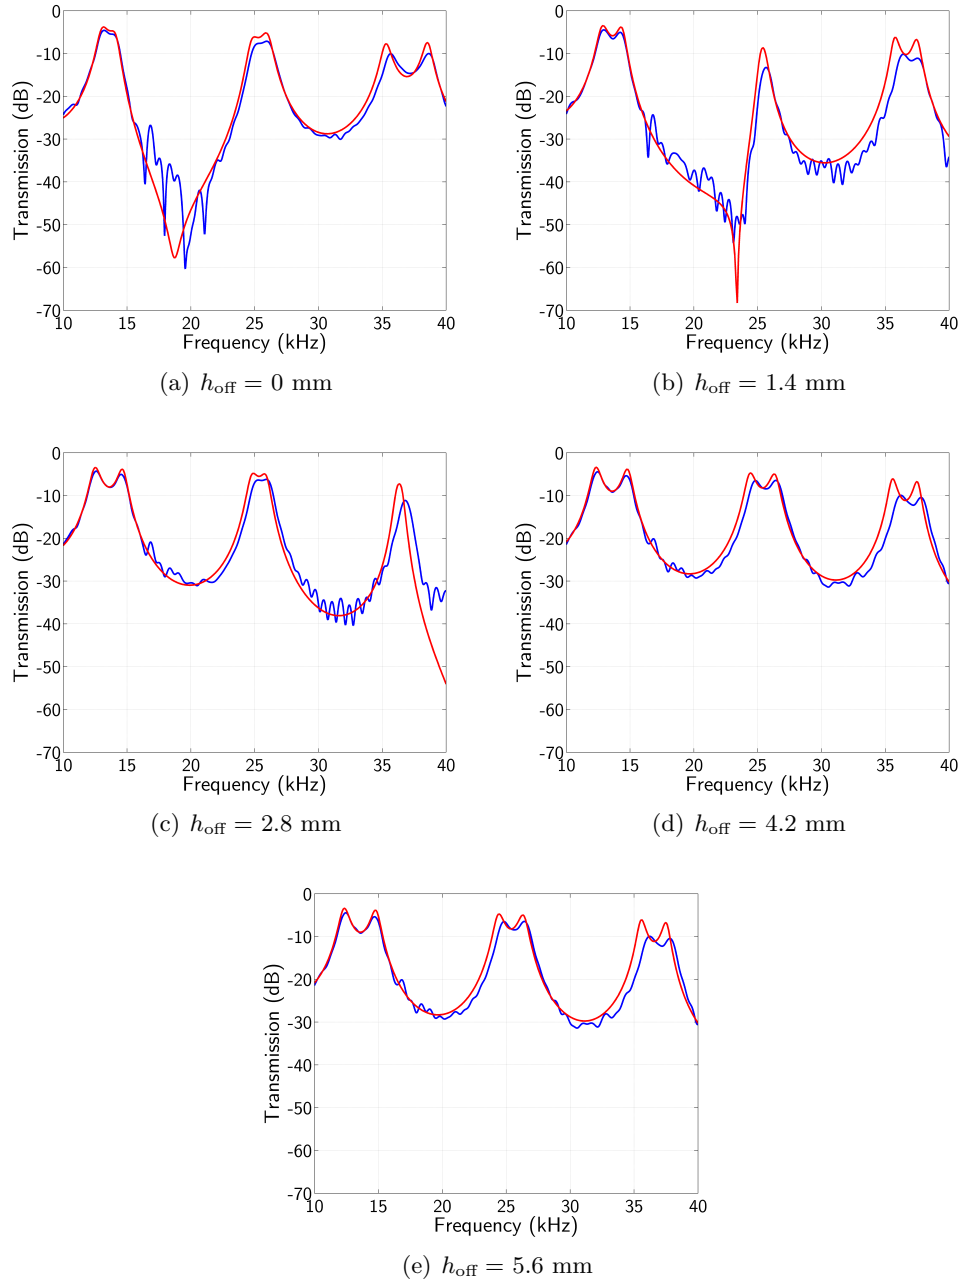 0
-10
-20
-30
-40
-50
-60
-70
Transmission (dB)
10 15 20 25 30 35 40
Frequency (kHz)
(a) h_off = 0 mm
0
-10
-20
-30
-40
-50
-60
-70
Transmission (dB)
10 15 20 25 30 35 40
Frequency (kHz)
(b) h_off = 1.4 mm
0
-10
-20
-30
-40
-50
-60
-70
Transmission (dB)
10 15 20 25 30 35 40
Frequency (kHz)
(c) h_off = 2.8 mm
0
-10
-20
-30
-40
-50
-60
-70
Transmission (dB)
10 15 20 25 30 35 40
Frequency (kHz)
(d) h_off = 4.2 mm
0
-10
-20
-30
-40
-50
-60
-70
Transmission (dB)
10 15 20 25 30 35 40
Frequency (kHz)
(e) h_off = 5.6 mm